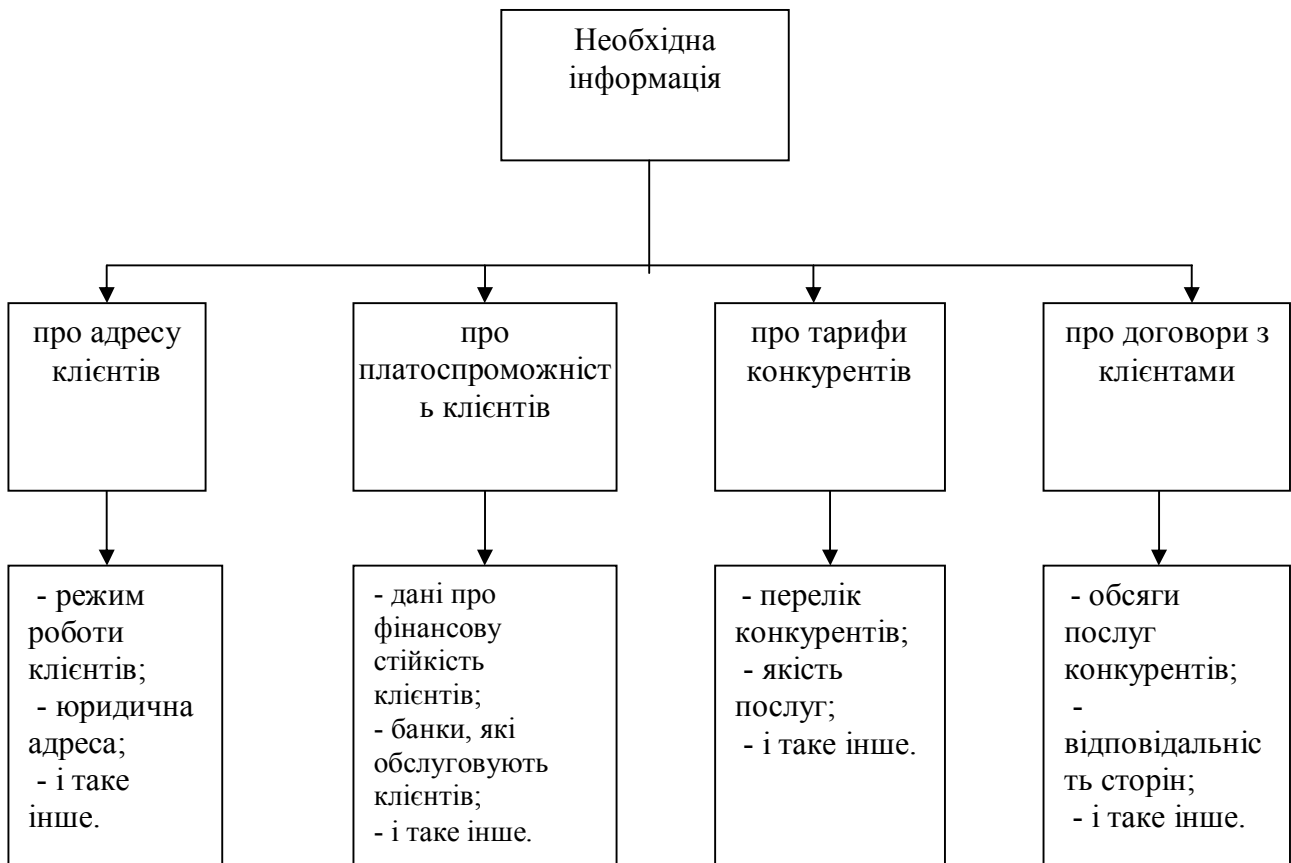 Необхідна
інформація
про адресу
клієнтів
про
платоспроможніст
ь клієнтів
про тарифи
конкурентів
про договори з
клієнтами
- режим
роботи
клієнтів;
- юридична
адреса;
- і таке
інше.
- дані про
фінансову
стійкість
клієнтів;
- банки, які
обслуговують
клієнтів;
- і таке інше.
- перелік
конкурентів;
- якість
послуг;
- і таке інше.
- обсяги
послуг
конкурентів;
-
відповідальніс
ть сторін;
- і таке інше.